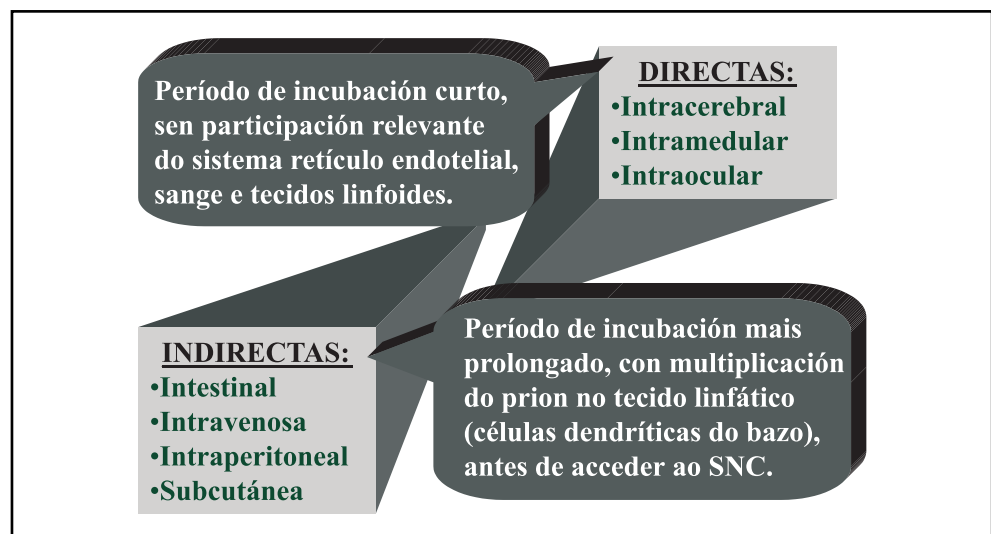 Período de incubación curto,
sen participación relevante
do sistema retículo endotelial,
sange e tecidos linfoides.
DIRECTAS:
•Intracerebral
•Intramedular
•Intraocular
INDIRECTAS:
•Intestinal
•Intravenosa
•Intraperitoneal
•Subcutánea
Período de incubación mais
prolongado, con multiplicación
do prion no tecido linfático
(células dendríticas do bazo),
antes de acceder ao SNC.